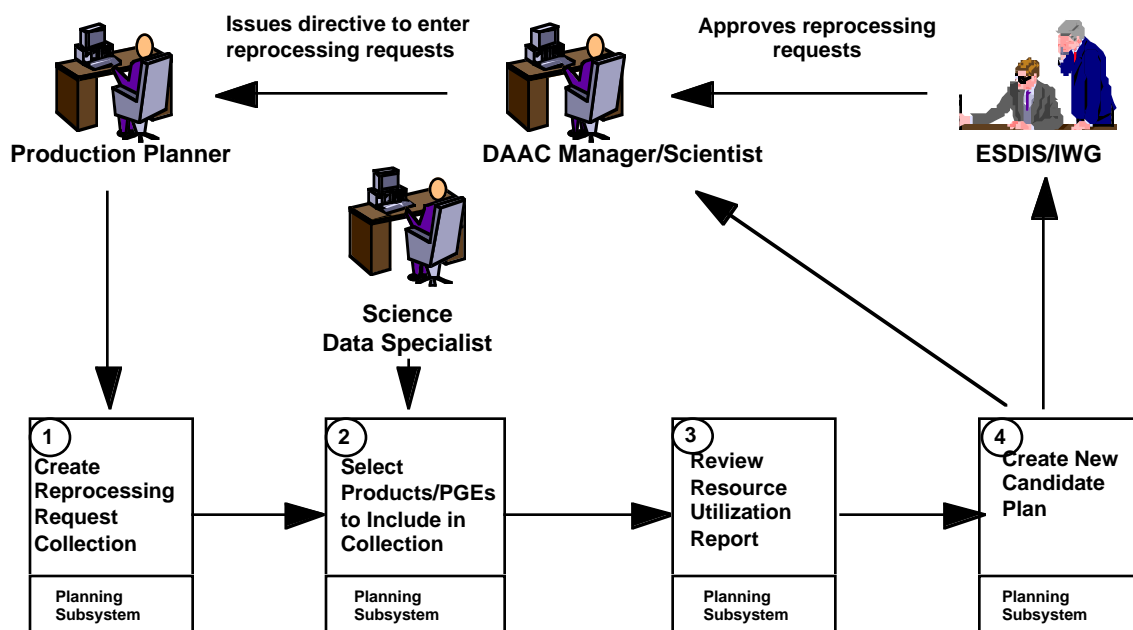 Issues directive to enter
reprocessing requests
Approves reprocessing
requests
Production Planner
DAAC Manager/Scientist
ESDIS/IWG
Science
Data Specialist
1
Create
Reprocessing
Request
Collection
Planning
Subsystem
2
Select
Products/PGEs
to Include in
Collection
Planning
Subsystem
3
Review
Resource
Utilization
Report
Planning
Subsystem
4
Create New
Candidate
Plan
Planning
Subsystem